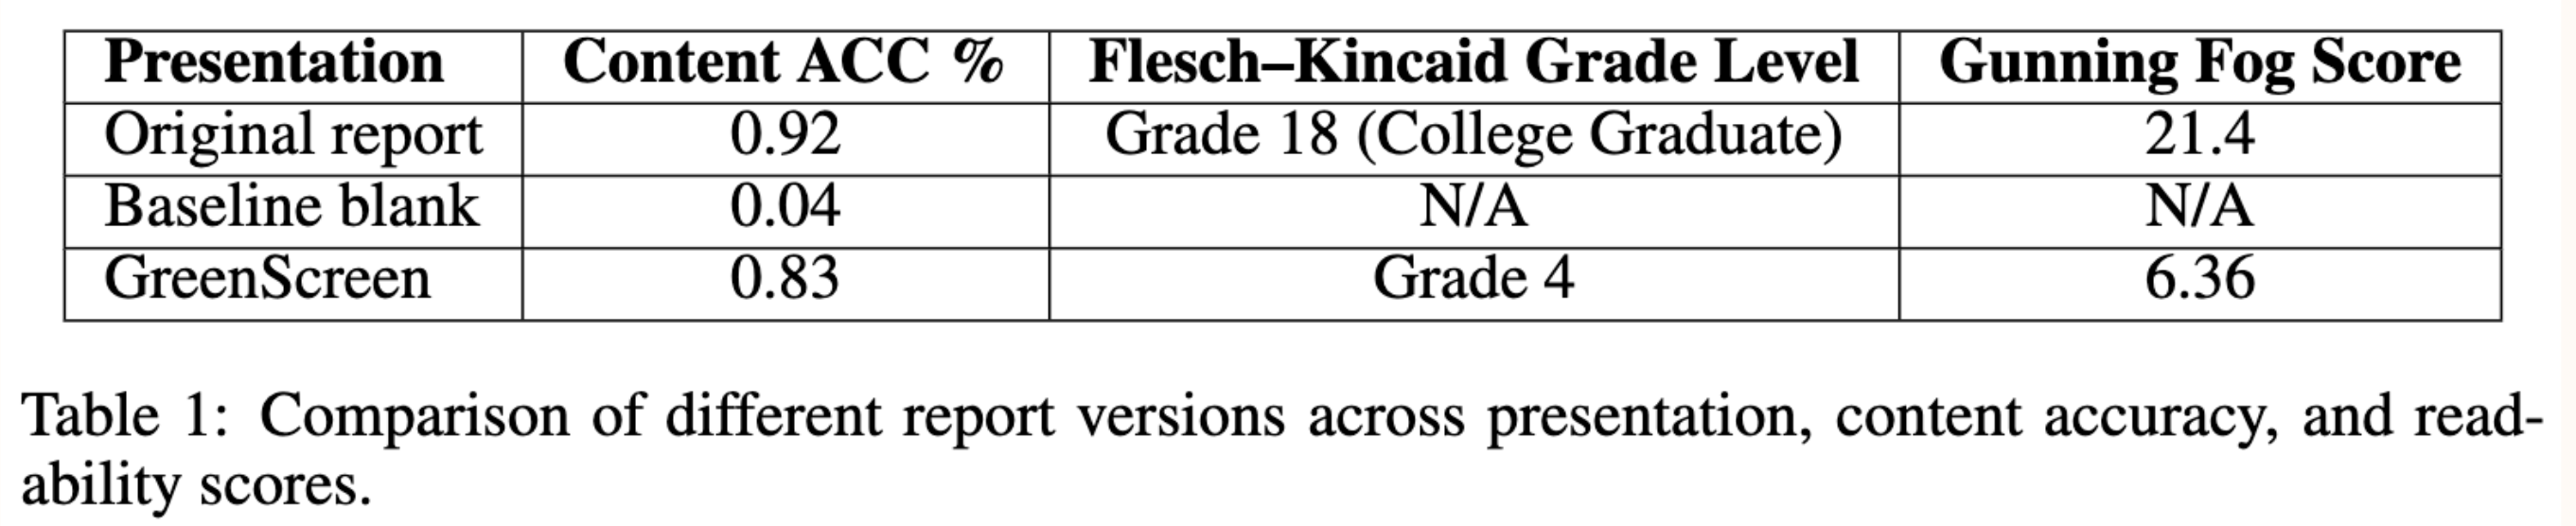 Presentation Content ACC % Flesch–Kincaid Grade Level Gunning Fog Score
Original report 0.92 Grade 18 (College Graduate) 21.4
Baseline blank 0.04 N/A N/A
GreenScreen 0.83 Grade 4 6.36
Table 1: Comparison of different report versions across presentation, content accuracy, and read-
ability scores.